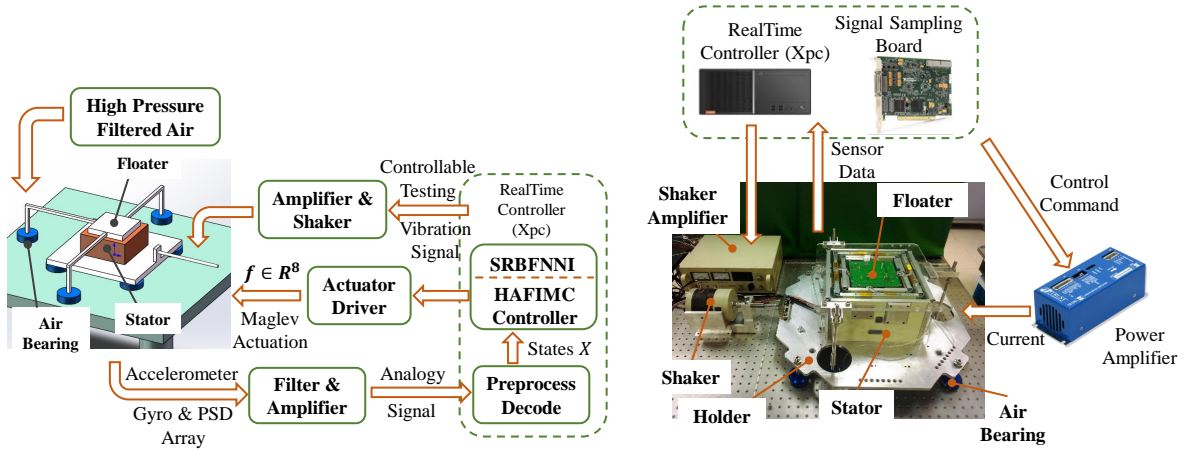 High Pressure
Filtered Air
Floater
Air
Bearing
Stator
Amplifier &
Shaker
Controllable
Testing
Vibration
Signal
RealTime
Controller
(Xpc)
SRBFNNI
HAFIMC
Controller
f ∈ R⁸
Maglev
Actuation
Actuator
Driver
States X
Accelerometer
Gyro & PSD
Array
Filter &
Amplifier
Analogy
Signal
Preprocess
Decode
RealTime
Controller (Xpc)
Signal Sampling
Board
Sensor
Data
Control
Command
Shaker
Amplifier
Floater
Shaker
Holder
Stator
Air
Bearing
Current
Power
Amplifier